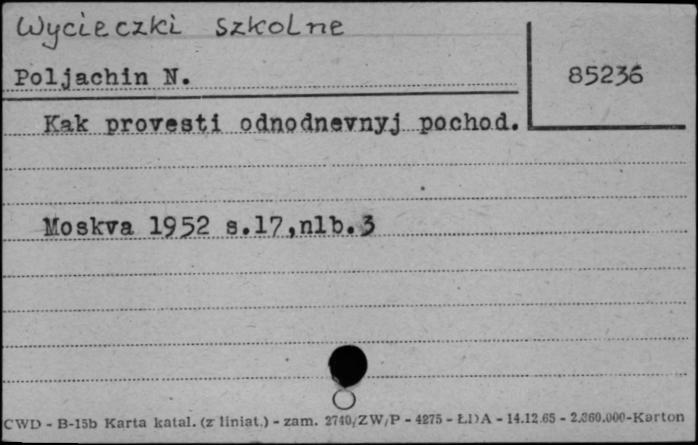 Wycieczki szkolne
Poljachin N.
85236
Kak provesti odnodnevnyj pochod.
Moskva 1952 s.17,nlb.3
CWD - B-15b Karta katal. (z liniat.) - zam. 2740/ZW/P - 4275 - ŁDA - 14.12.65 - 2.360.000-Karton